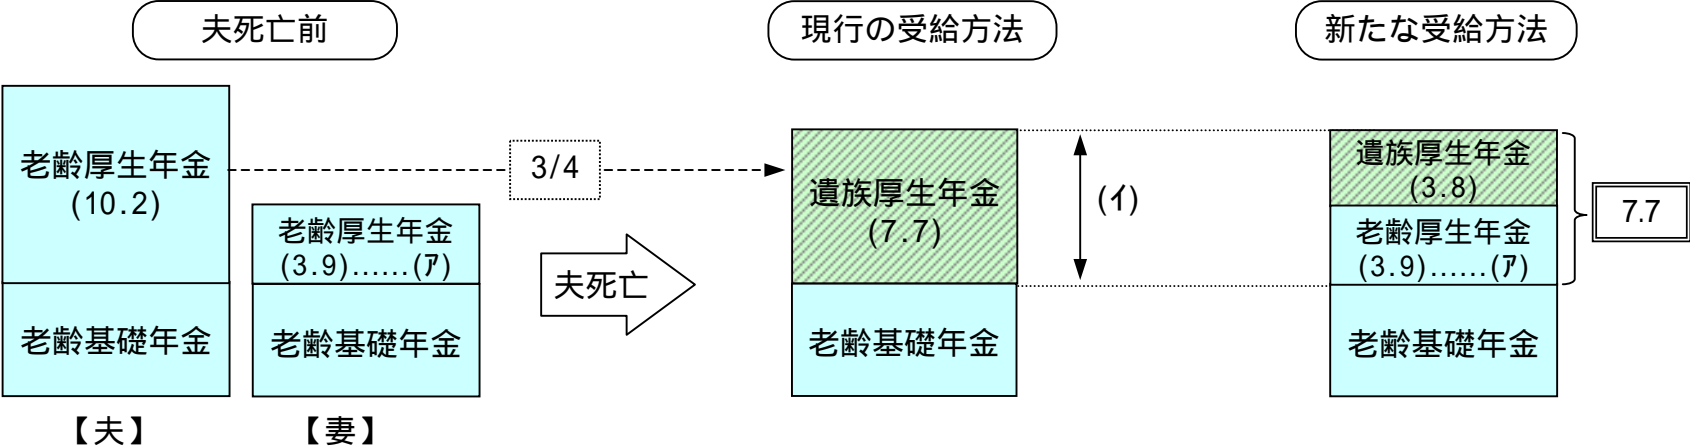 夫死亡前
現行の受給方法
新たな受給方法
老齢厚生年金
(10.2)
老齢基礎年金
【夫】
老齢厚生年金
(3.9)……(ｱ)
老齢基礎年金
【妻】
3/4
夫死亡
遺族厚生年金
(7.7)
老齢基礎年金
(ｲ)
遺族厚生年金
(3.8)
老齢厚生年金
(3.9)……(ｱ)
老齢基礎年金
7.7